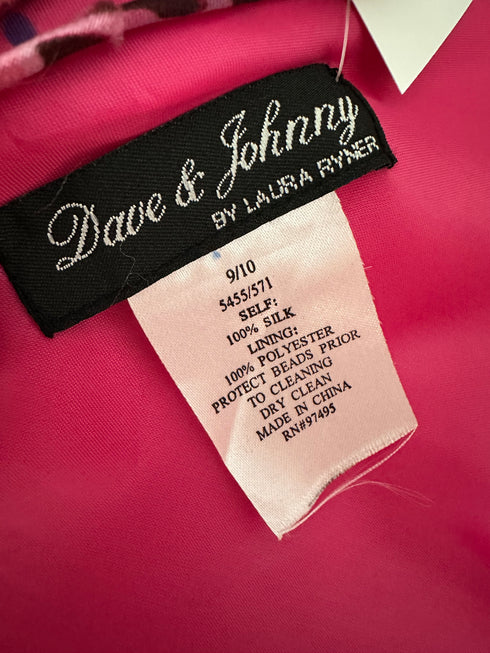 Dave & Johnny
BY LAURA RYNER
9/10
5455/571
SELF:
100% SILK
LINING:
100% POLYESTER
PROTECT BEADS PRIOR
TO CLEANING
DRY CLEAN
MADE IN CHINA
RN#97495